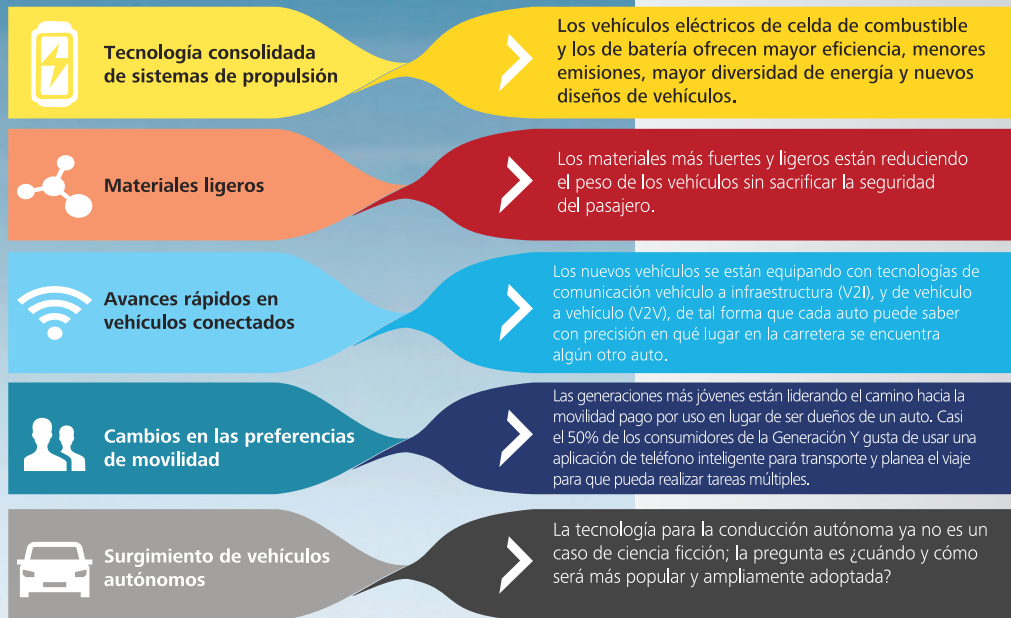 Tecnología consolidada
de sistemas de propulsión
Los vehículos eléctricos de celda de combustible
y los de batería ofrecen mayor eficiencia, menores
emisiones, mayor diversidad de energía y nuevos
diseños de vehículos.
Materiales ligeros
Los materiales más fuertes y ligeros están reduciendo
el peso de los vehículos sin sacrificar la seguridad
del pasajero.
Avances rápidos en
vehículos conectados
Los nuevos vehículos se están equipando con tecnologías de
comunicación vehículo a infraestructura (V2I), y de vehículo
a vehículo (V2V), de tal forma que cada auto puede saber
con precisión en qué lugar en la carretera se encuentra
algún otro auto.
Cambios en las preferencias
de movilidad
Las generaciones más jóvenes están liderando el camino hacia la
movilidad pago por uso en lugar de ser dueños de un auto. Casi
el 50% de los consumidores de la Generación Y gusta de usar una
aplicación de teléfono inteligente para transporte y planea el viaje
para que pueda realizar tareas múltiples.
Surgimiento de vehículos
autónomos
La tecnología para la conducción autónoma ya no es un
caso de ciencia ficción; la pregunta es ¿cuándo y cómo
será más popular y ampliamente adoptada?